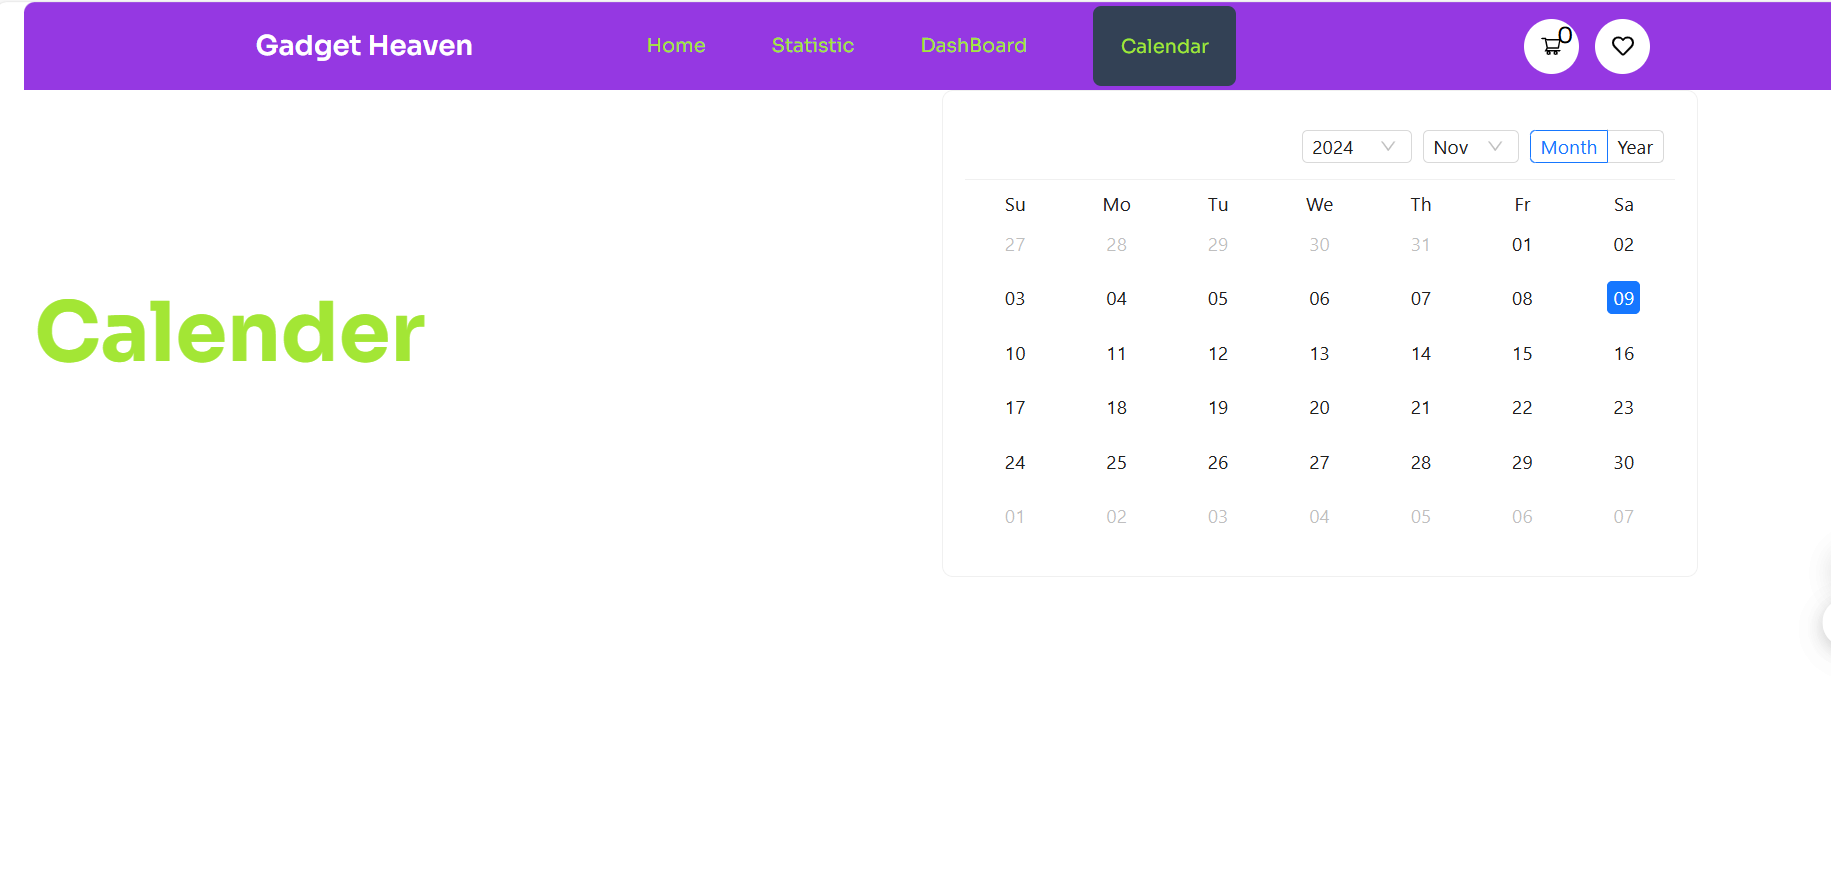 Gadget Heaven Home Statistic DashBoard Calendar 0
2024 Nov Month Year
Su Mo Tu We Th Fr Sa
27 28 29 30 31 01 02
03 04 05 06 07 08 09
Calender
10 11 12 13 14 15 16
17 18 19 20 21 22 23
24 25 26 27 28 29 30
01 02 03 04 05 06 07